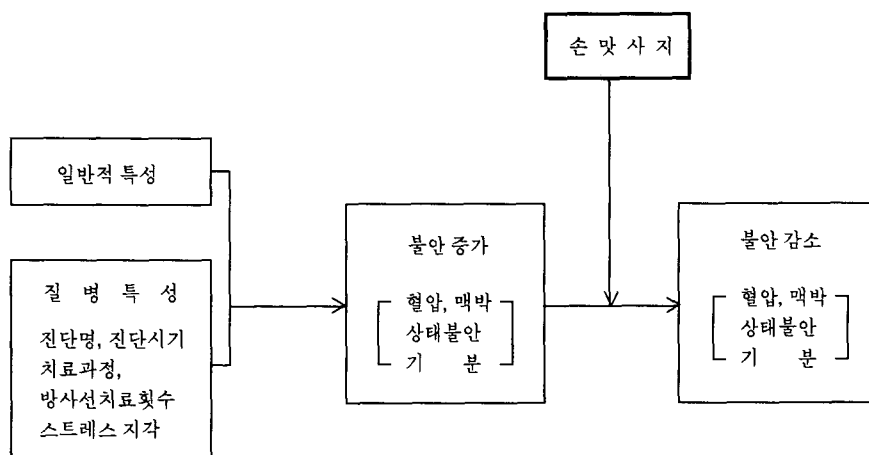 손 맛 사 지
일반적 특성
질 병 특 성
진단명, 진단시기
치료과정,
방사선치료횟수
스트레스 지각
불안 증가
혈압, 맥박
상태불안
기 분
불안 감소
혈압, 맥박
상태불안
기 분